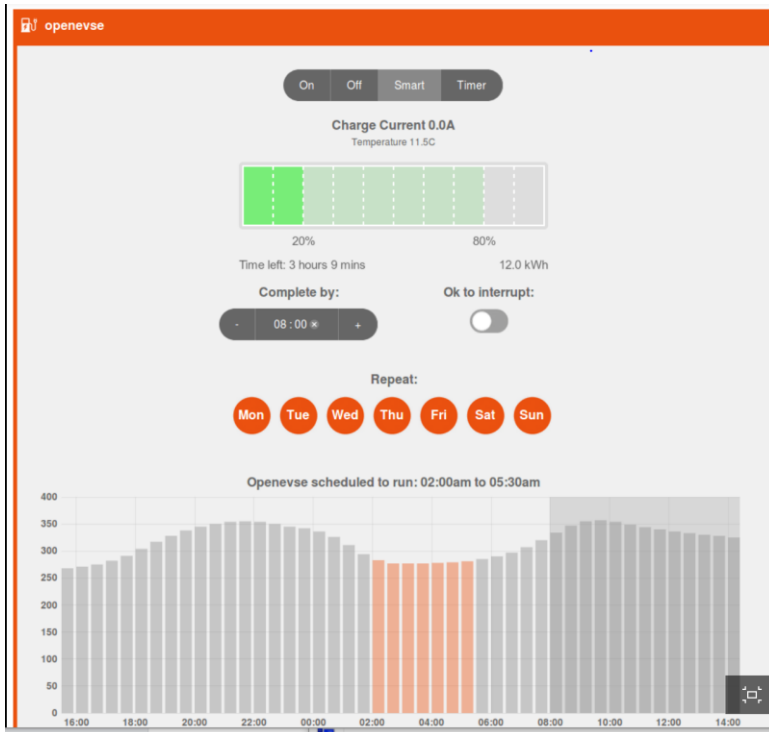 openevse
On Off Smart Timer
Charge Current 0.0A
Temperature 11.5C
20% 80%
Time left: 3 hours 9 mins 12.0 kWh
Complete by: Ok to interrupt:
- 08 : 00 +
Repeat:
Mon Tue Wed Thu Fri Sat Sun
Openevse scheduled to run: 02:00am to 05:30am
400
350
300
250
200
150
100
50
0
16:00 18:00 20:00 22:00 00:00 02:00 04:00 06:00 08:00 10:00 12:00 14:00